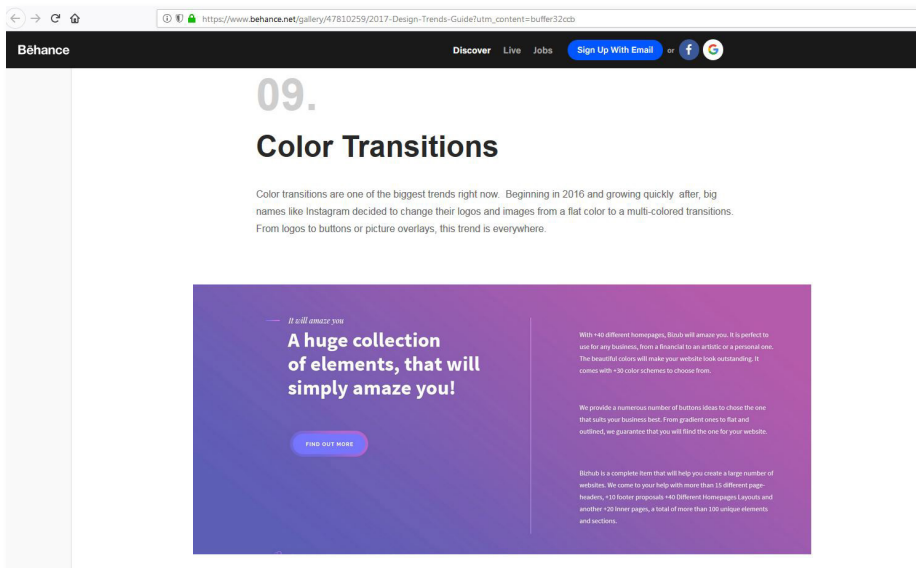 https://www.behance.net/gallery/47810259/2017-Design-Trends-Guide?utm_content=buffer32ccb
Bēhance
Discover Live Jobs Sign Up With Email or f G
09.
Color Transitions
Color transitions are one of the biggest trends right now. Beginning in 2016 and growing quickly after, big
names like Instagram decided to change their logos and images from a flat color to a multi-colored transitions.
From logos to buttons or picture overlays, this trend is everywhere.
It will amaze you
A huge collection
of elements, that will
simply amaze you!
FIND OUT MORE
With +40 different homepages, Bizob will amaze you. It is perfect to
use for any business, from a financial to an artistic or a personal one.
The beautiful colors will make your website look outstanding. It
comes with +30 color schemes to choose from.
We provide a numerous number of buttons ideas to chose the one
that suits your business best. From gradient ones to flat and
outlined, we guarantee that you will flind the one for your website.
Bizhub is a complete item that will help you create a large number of
websites. We come to your help with more than 15 different page-
headers, +10 footer proposals +40 Different Homepages Layouts and
another +20 Inner pages, a total of more than 100 unique elements
and sections.